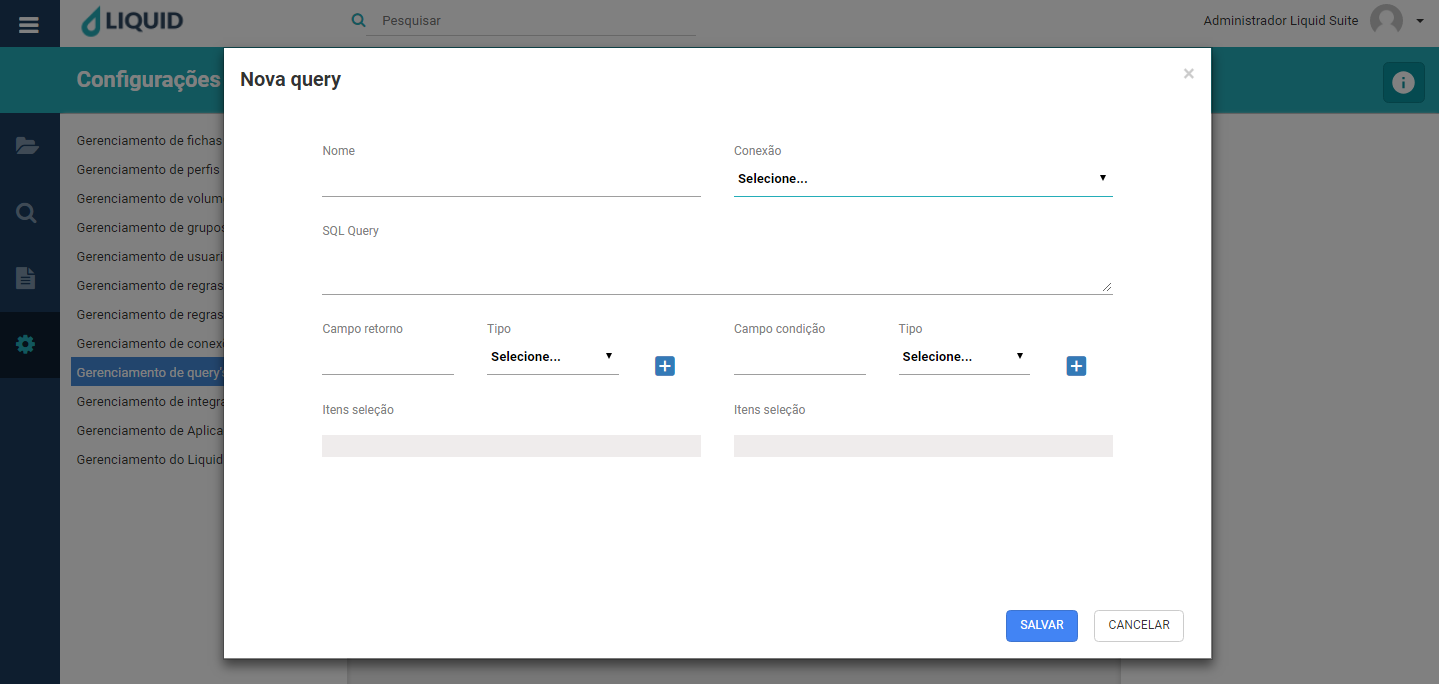 LIQUID
Pesquisar
Administrador Liquid Suite
Configurações
Nova query
×
Gerenciamento de fichas
Gerenciamento de perfis
Gerenciamento de volum
Gerenciamento de grupos
Gerenciamento de usuari
Gerenciamento de regras
Gerenciamento de regras
Gerenciamento de conexo
Gerenciamento de query's
Gerenciamento de integra
Gerenciamento de Aplica
Gerenciamento do Liquid
Nome
Conexão
Selecione...
SQL Query
Campo retorno
Tipo
Campo condição
Tipo
Selecione...
Selecione...
Itens seleção
Itens seleção
SALVAR
CANCELAR